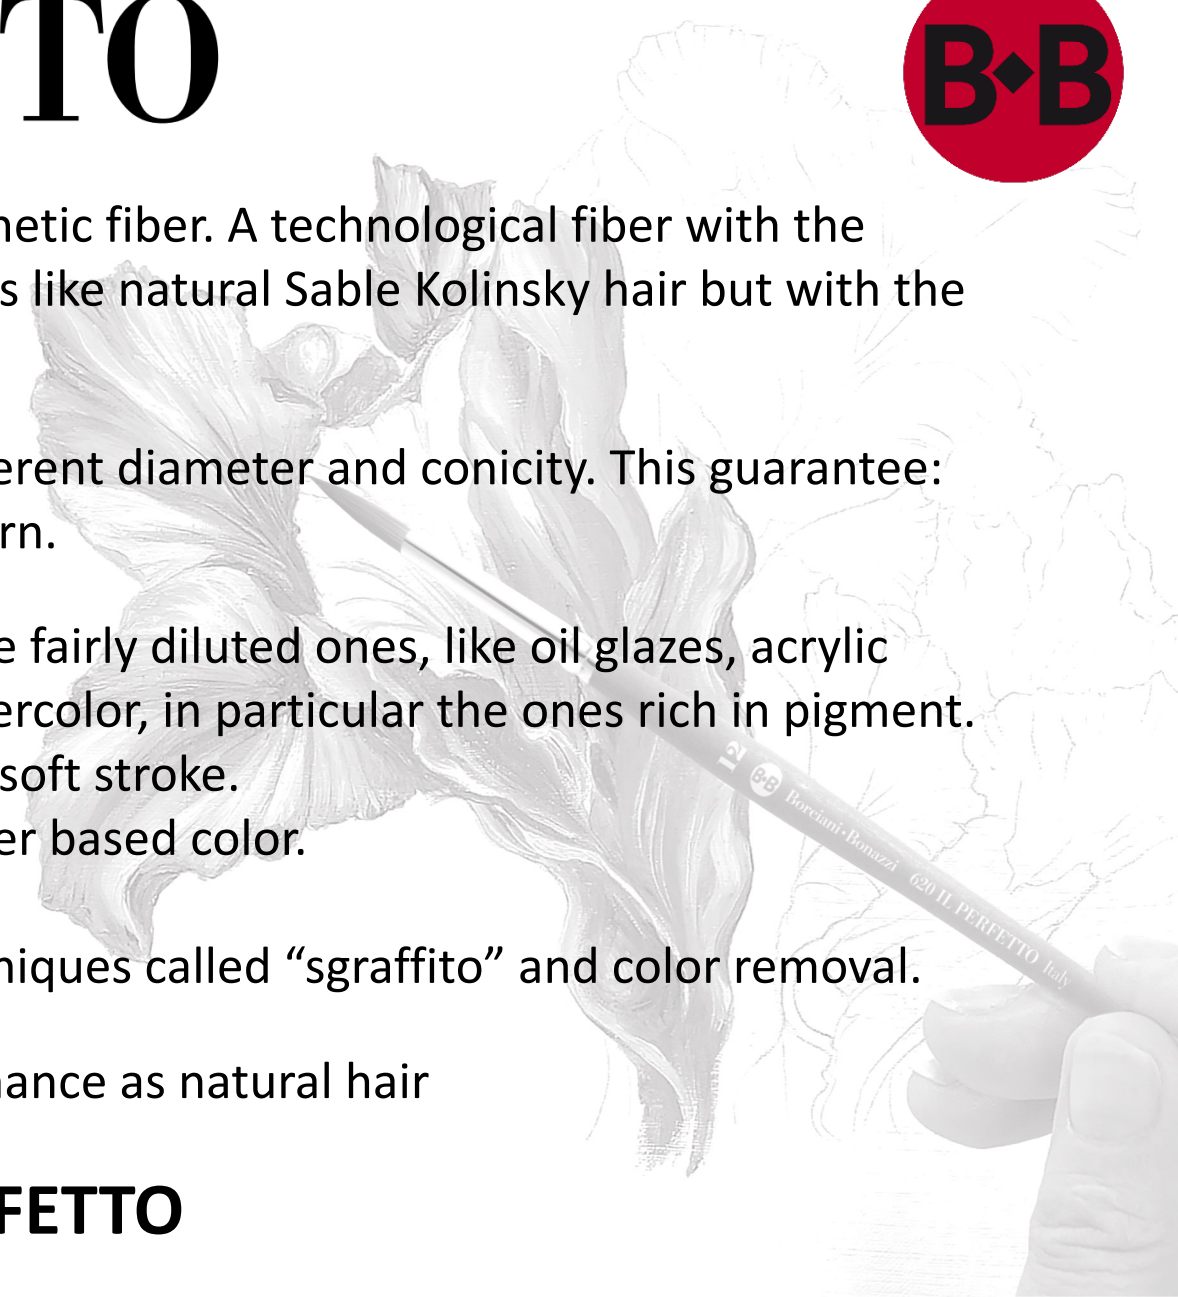 TO
B◆B
netic fiber. A technological fiber with the
s like natural Sable Kolinsky hair but with the
erent diameter and conicity. This guarantee:
rn.
e fairly diluted ones, like oil glazes, acrylic
ercolor, in particular the ones rich in pigment.
soft stroke.
er based color.
niques called “sgraffito” and color removal.
nance as natural hair
FETTO
12 B◆B Borciani◆Bonazzi 620 IL PERFETTO Italy